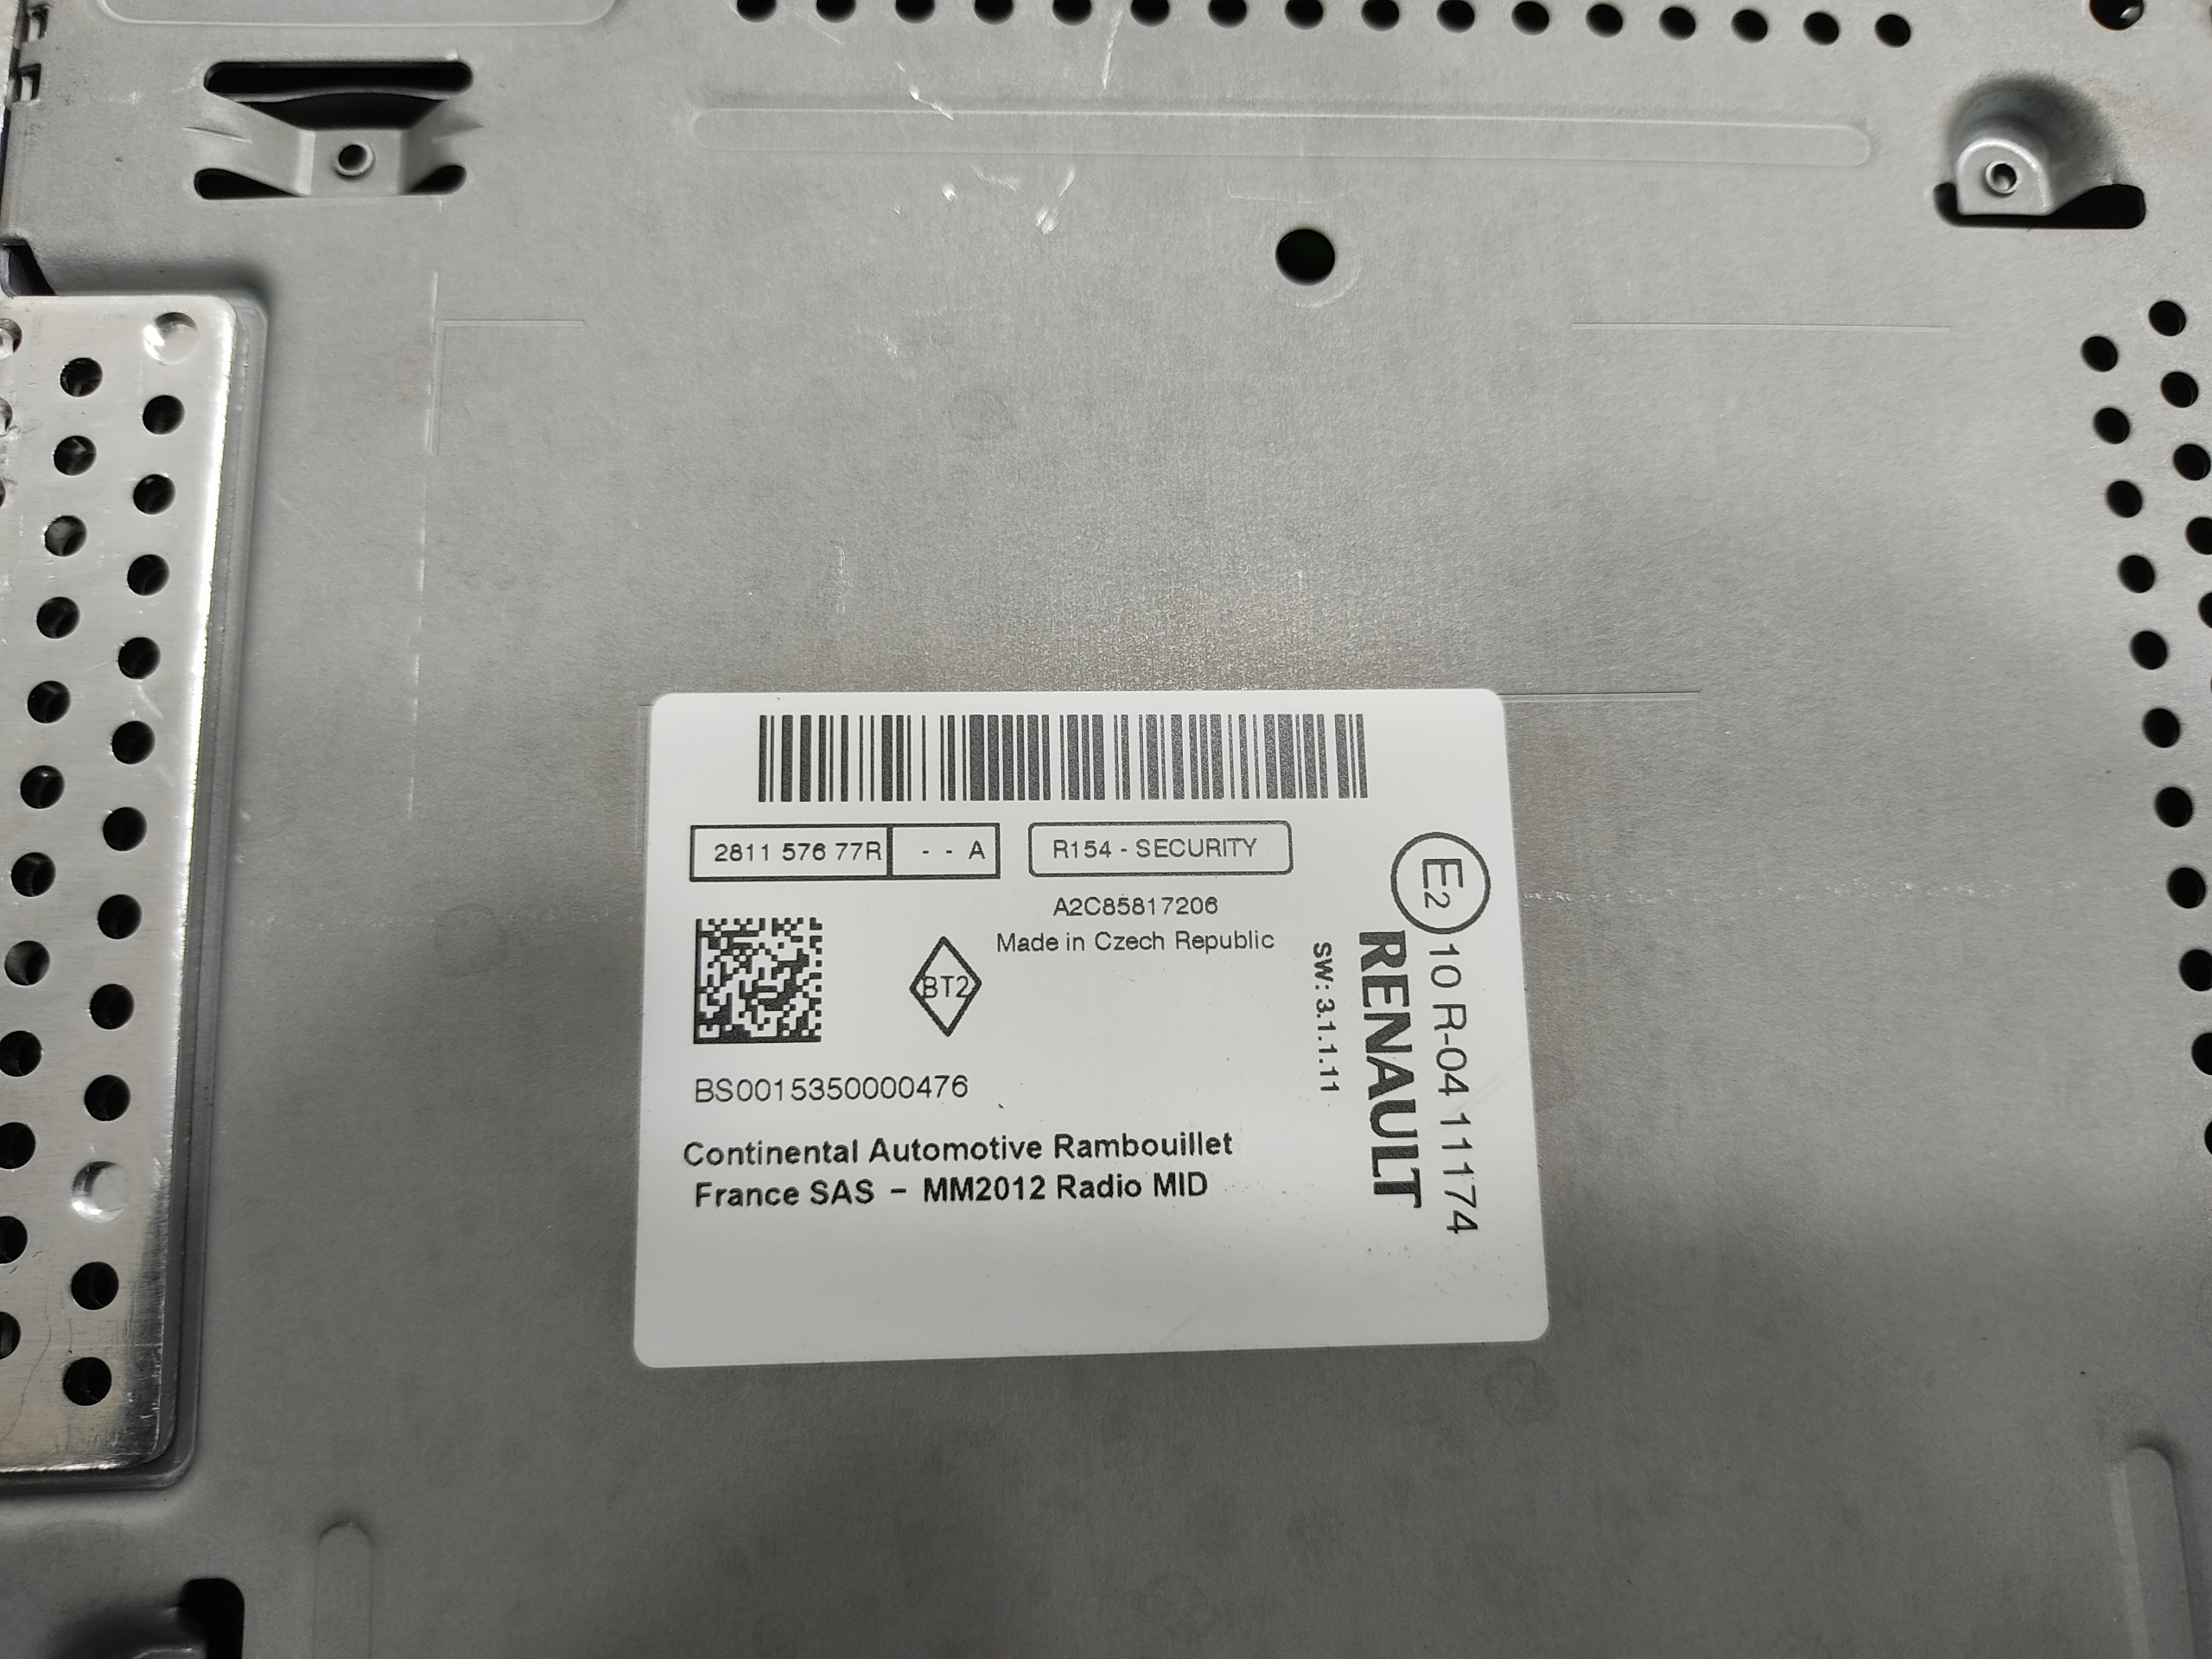 2811 576 77R - - A
R154 - SECURITY
A2C85817206
Made in Czech Republic
BT2
BS0015350000476
Continental Automotive Rambouillet
France SAS – MM2012 Radio MID
SW: 3.1.1.11
RENAULT
E2 10 R-04 11174